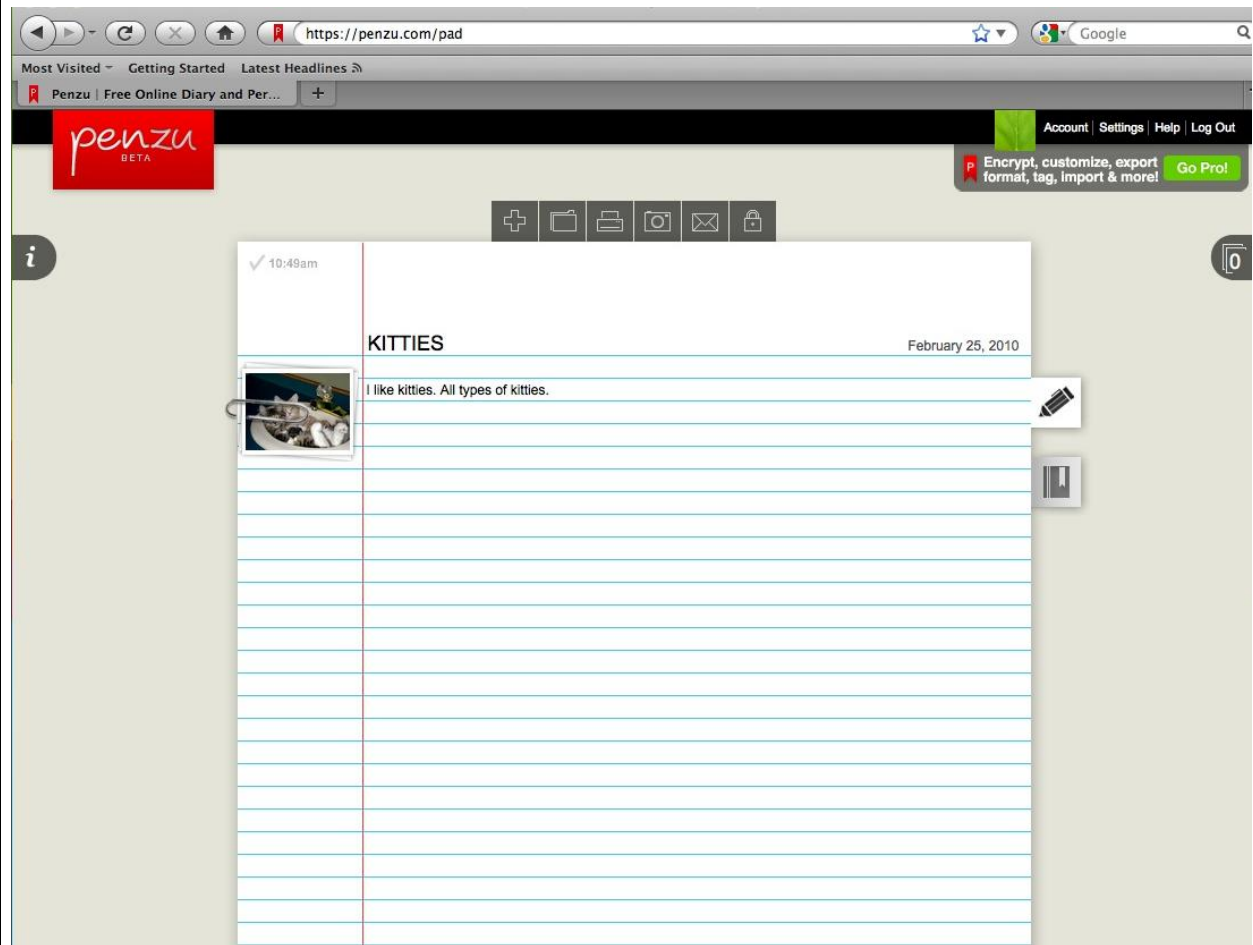 https://penzu.com/pad
Google
Most Visited Getting Started Latest Headlines
P Penzu | Free Online Diary and Per... +
penzu
BETA
Account | Settings | Help | Log Out
P Encrypt, customize, export
format, tag, import & more!
Go Pro!
i
0
10:49am
KITTIES
February 25, 2010
I like kitties. All types of kitties.